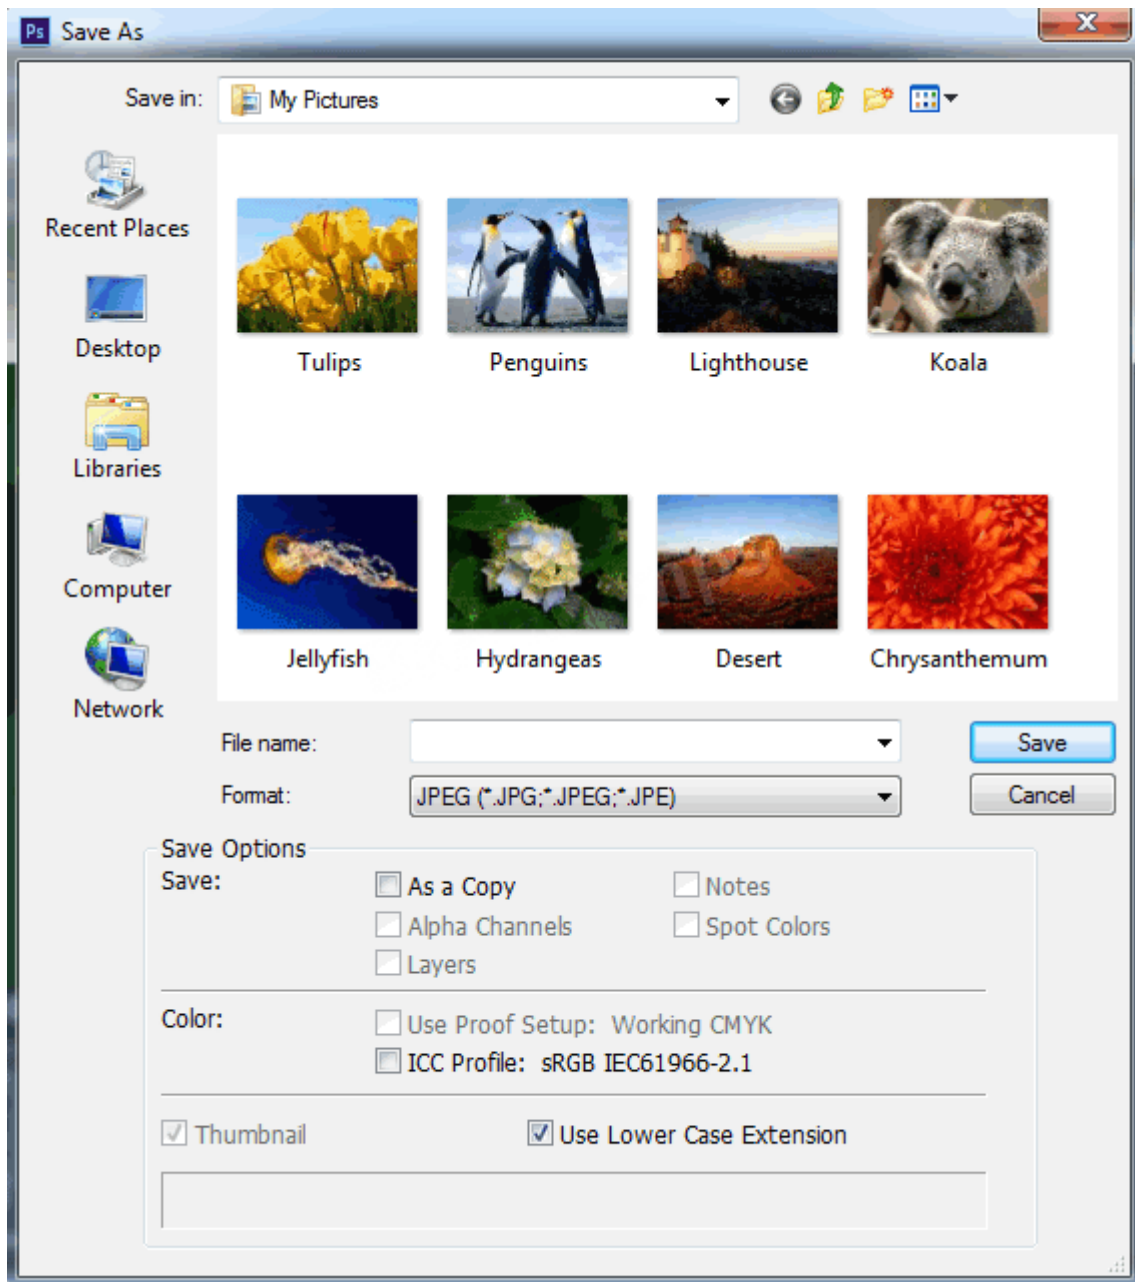 Ps Save As
Save in: My Pictures
Recent Places
Desktop
Libraries
Computer
Network
Tulips Penguins Lighthouse Koala
Jellyfish Hydrangeas Desert Chrysanthemum
File name: Save
Format: JPEG (*.JPG;*.JPEG;*.JPE) Cancel
Save Options
Save: As a Copy Notes
Alpha Channels Spot Colors
Layers
Color: Use Proof Setup: Working CMYK
ICC Profile: sRGB IEC61966-2.1
Thumbnail Use Lower Case Extension